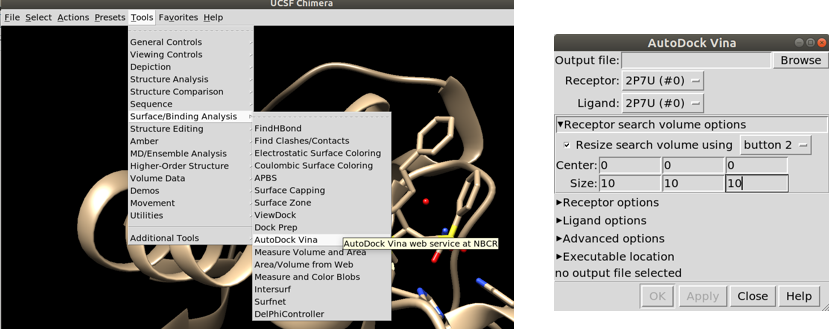 UCSF Chimera
File Select Actions Presets Tools Favorites Help
General Controls
Viewing Controls
Depiction
Structure Analysis
Structure Comparison
Sequence
Surface/Binding Analysis
Structure Editing
Amber
MD/Ensemble Analysis
Higher-Order Structure
Volume Data
Demos
Movement
Utilities
Additional Tools
FindHBond
Find Clashes/Contacts
Electrostatic Surface Coloring
Coulombic Surface Coloring
APBS
Surface Capping
Surface Zone
ViewDock
Dock Prep
AutoDock Vina
AutoDock Vina web service at NBCR
Measure Volume and Area
Area/Volume from Web
Measure and Color Blobs
Intersurf
Surfnet
DelPhiController
AutoDock Vina
Output file: Browse
Receptor: 2P7U (#0)
Ligand: 2P7U (#0)
Receptor search volume options
Resize search volume using button 2
Center: 0 0 0
Size: 10 10 10
Receptor options
Ligand options
Advanced options
Executable location
no output file selected
OK Apply Close Help